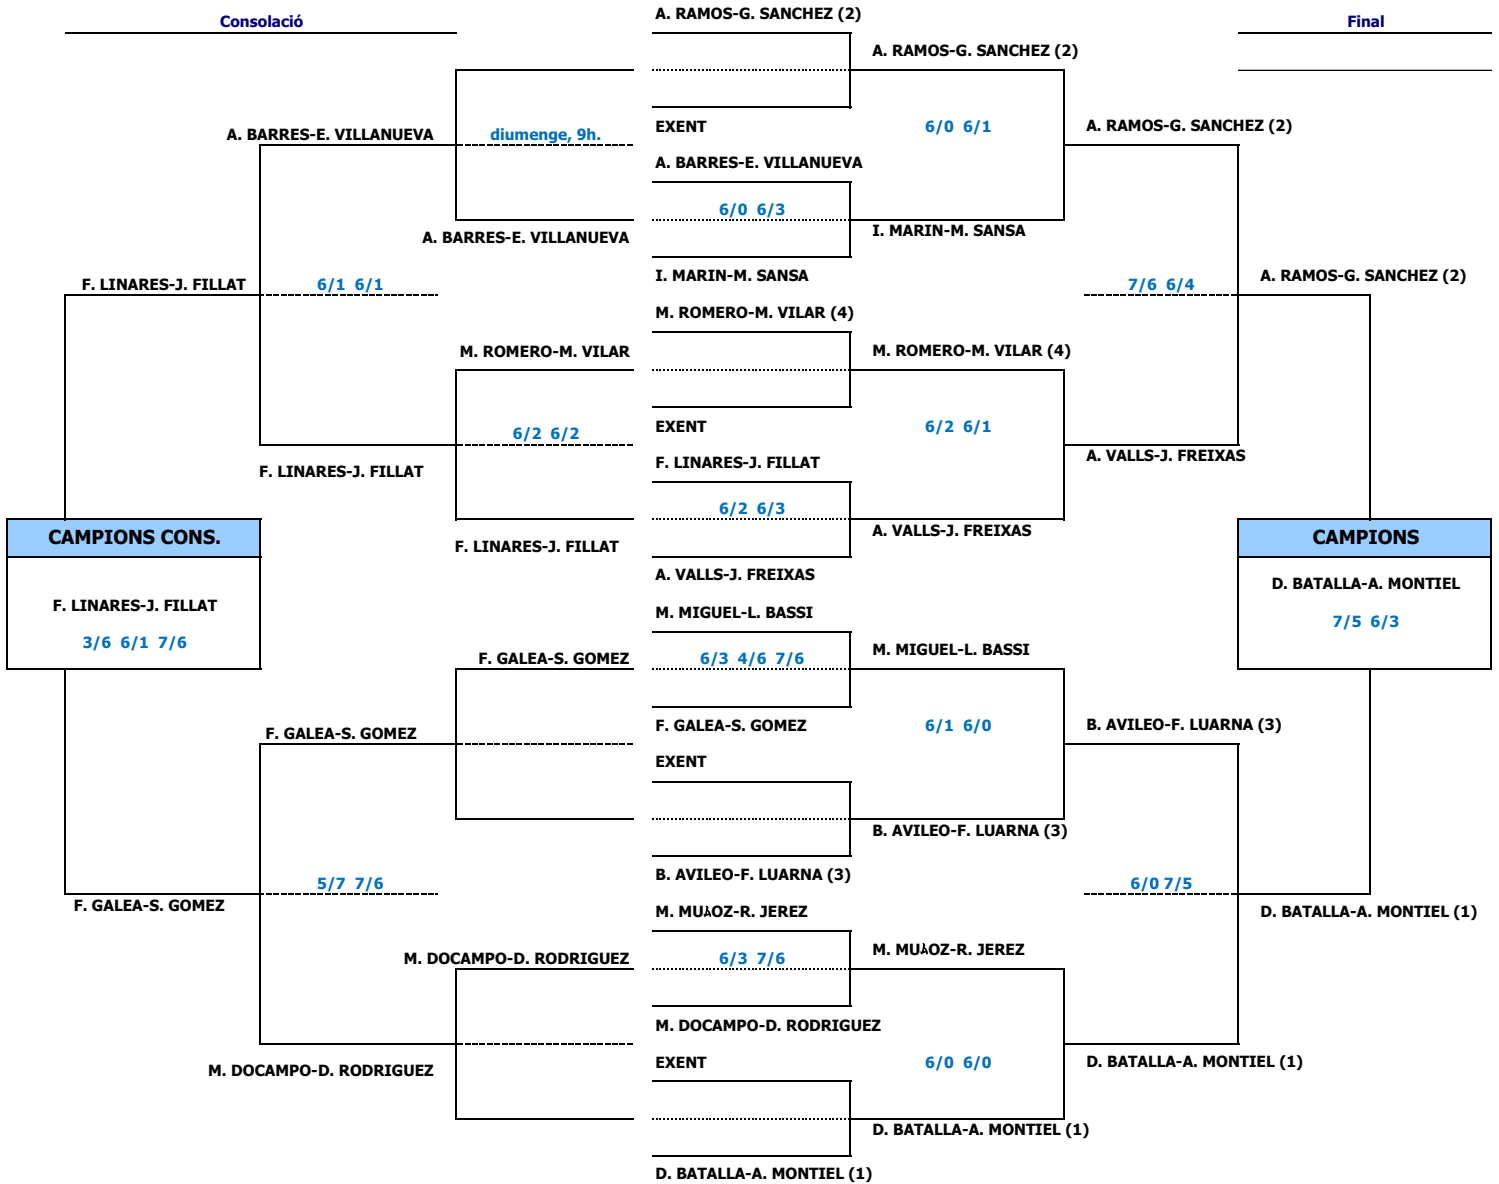 A. RAMOS-G. SANCHEZ (2)
Consolació
Final
A. RAMOS-G. SANCHEZ (2)
A. BARRES-E. VILLANUEVA
diumenge, 9h.
EXENT
6/0 6/1
A. RAMOS-G. SANCHEZ (2)
A. BARRES-E. VILLANUEVA
6/0 6/3
A. BARRES-E. VILLANUEVA
I. MARIN-M. SANSA
F. LINARES-J. FILLAT
6/1 6/1
I. MARIN-M. SANSA
7/6 6/4
A. RAMOS-G. SANCHEZ (2)
M. ROMERO-M. VILAR (4)
M. ROMERO-M. VILAR
M. ROMERO-M. VILAR (4)
6/2 6/2
EXENT
6/2 6/1
F. LINARES-J. FILLAT
F. LINARES-J. FILLAT
A. VALLS-J. FREIXAS
6/2 6/3
CAMPIONS CONS.
F. LINARES-J. FILLAT
A. VALLS-J. FREIXAS
CAMPIONS
A. VALLS-J. FREIXAS
D. BATALLA-A. MONTIEL
F. LINARES-J. FILLAT
M. MIGUEL-L. BASSI
7/5 6/3
3/6 6/1 7/6
F. GALEA-S. GOMEZ
6/3 4/6 7/6
M. MIGUEL-L. BASSI
F. GALEA-S. GOMEZ
F. GALEA-S. GOMEZ
6/1 6/0
B. AVILEO-F. LUARNA (3)
EXENT
B. AVILEO-F. LUARNA (3)
B. AVILEO-F. LUARNA (3)
5/7 7/6
6/0 7/5
F. GALEA-S. GOMEZ
M. -R. JEREZ
D. BATALLA-A. MONTIEL (1)
M. DOCAMPO-D. RODRIGUEZ
6/3 7/6
M. -R. JEREZ
M. DOCAMPO-D. RODRIGUEZ
M. DOCAMPO-D. RODRIGUEZ
EXENT
6/0 6/0
D. BATALLA-A. MONTIEL (1)
D. BATALLA-A. MONTIEL (1)
D. BATALLA-A. MONTIEL (1)